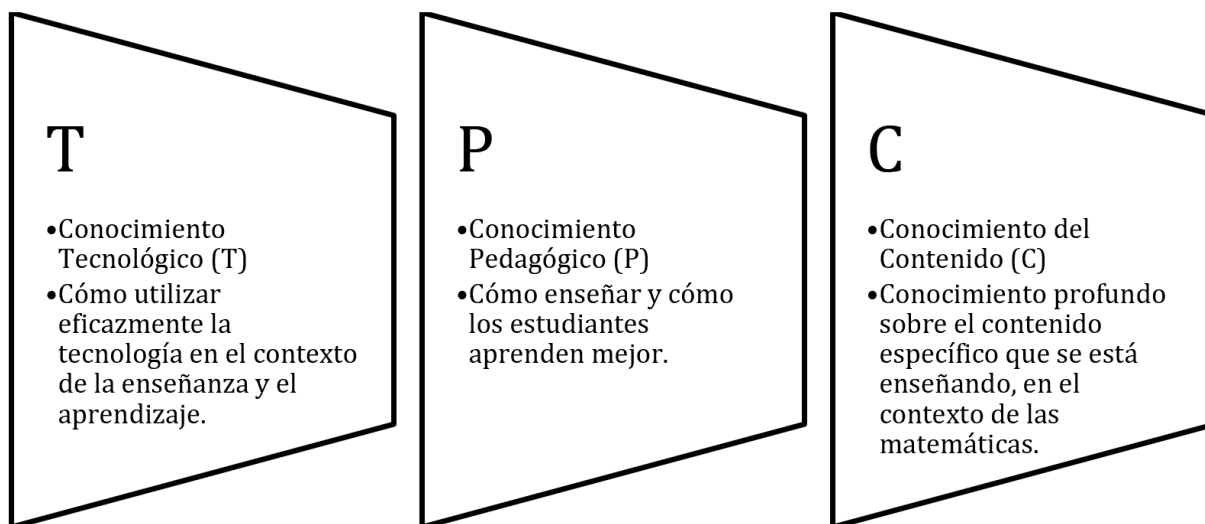 T
•Conocimiento
Tecnológico (T)
•Cómo utilizar
eficazmente la
tecnología en el contexto
de la enseñanza y el
aprendizaje.
P
•Conocimiento
Pedagógico (P)
•Cómo enseñar y cómo
los estudiantes
aprenden mejor.
C
•Conocimiento del
Contenido (C)
•Conocimiento profundo
sobre el contenido
específico que se está
enseñando, en el
contexto de las
matemáticas.